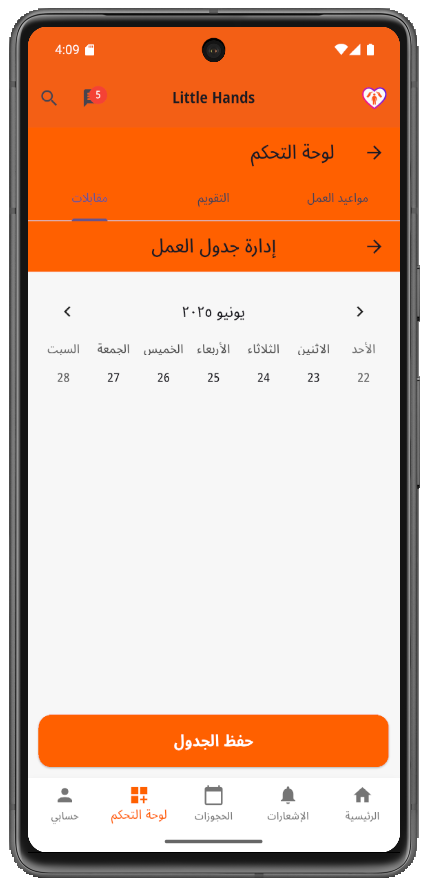 4:09
5
Little Hands
لوحة التحكم
مواعيد العمل التقويم مقابلات
إدارة جدول العمل
يونيو ٢٠٢٥
الأحد الاثنين الثلاثاء الأربعاء الخميس الجمعة السبت
22 23 24 25 26 27 28
حفظ الجدول
الرئيسية الإشعارات الحجوزات لوحة التحكم حسابي